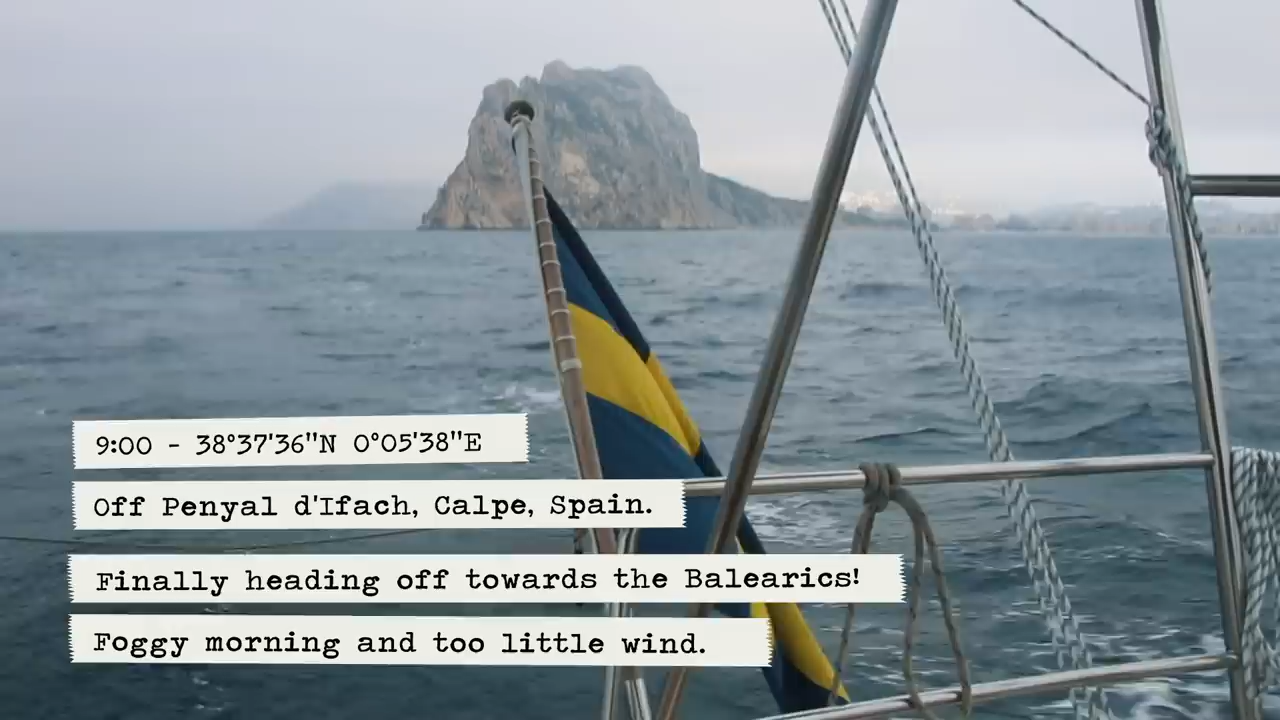 9:00 - 38°37'36"N 0°05'38"E
Off Penyal d'Ifach, Calpe, Spain.
Finally heading off towards the Balearics!
Foggy morning and too little wind.